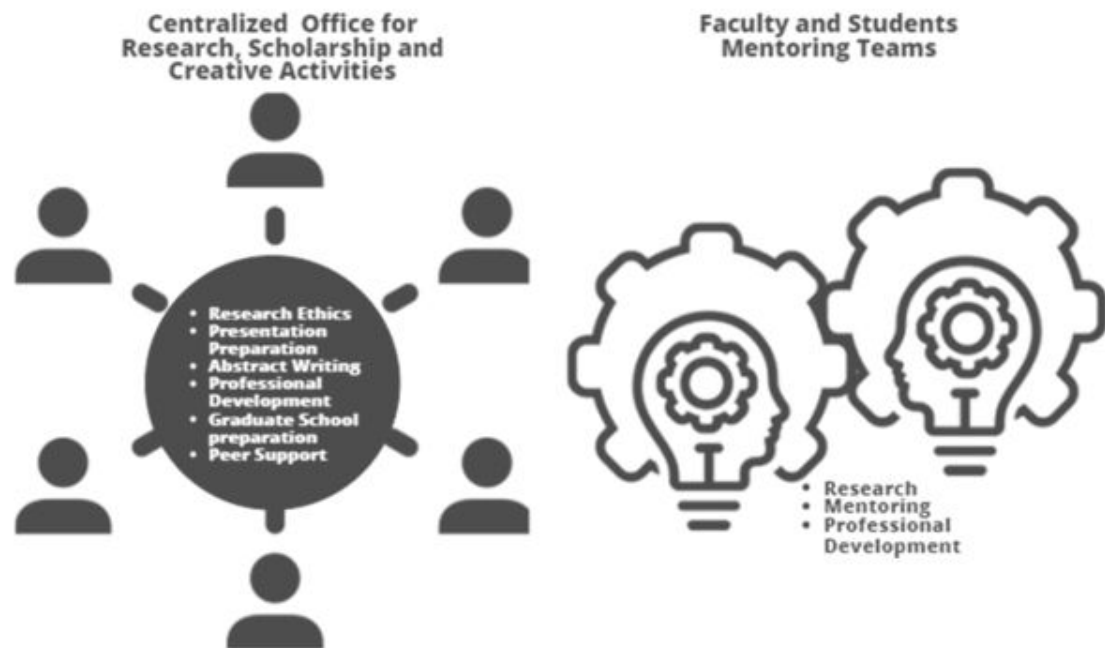 Centralized Office for
Research, Scholarship and
Creative Activities
• Research Ethics
• Presentation
Preparation
• Abstract Writing
• Professional
Development
• Graduate School
preparation
• Peer Support
Faculty and Students
Mentoring Teams
• Research
• Mentoring
• Professional
Development